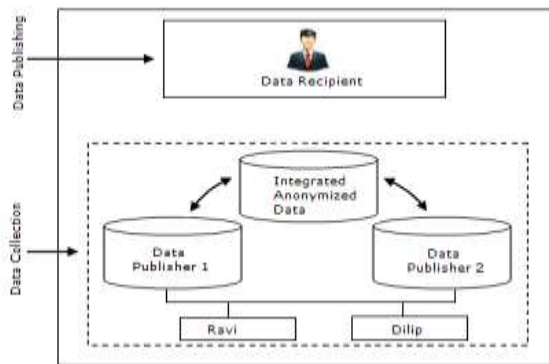 Data Publishing
Data Recipient
Data Collection
Integrated
Anonymized
Data
Data
Publisher 1
Data
Publisher 2
Ravi
Dilip